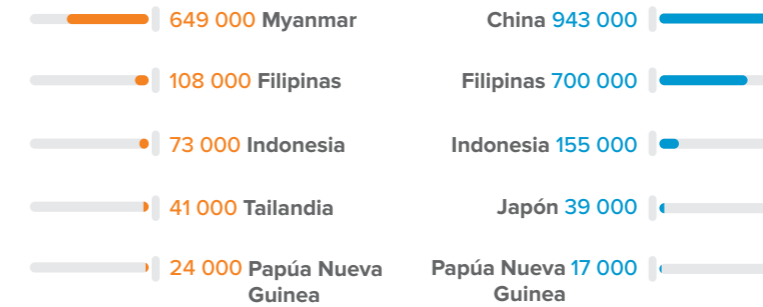 649 000 Myanmar
China 943 000
108 000 Filipinas
Filipinas 700 000
73 000 Indonesia
Indonesia 155 000
41 000 Tailandia
Japón 39 000
24 000 Papúa Nueva
Guinea
Papúa Nueva 17 000
Guinea